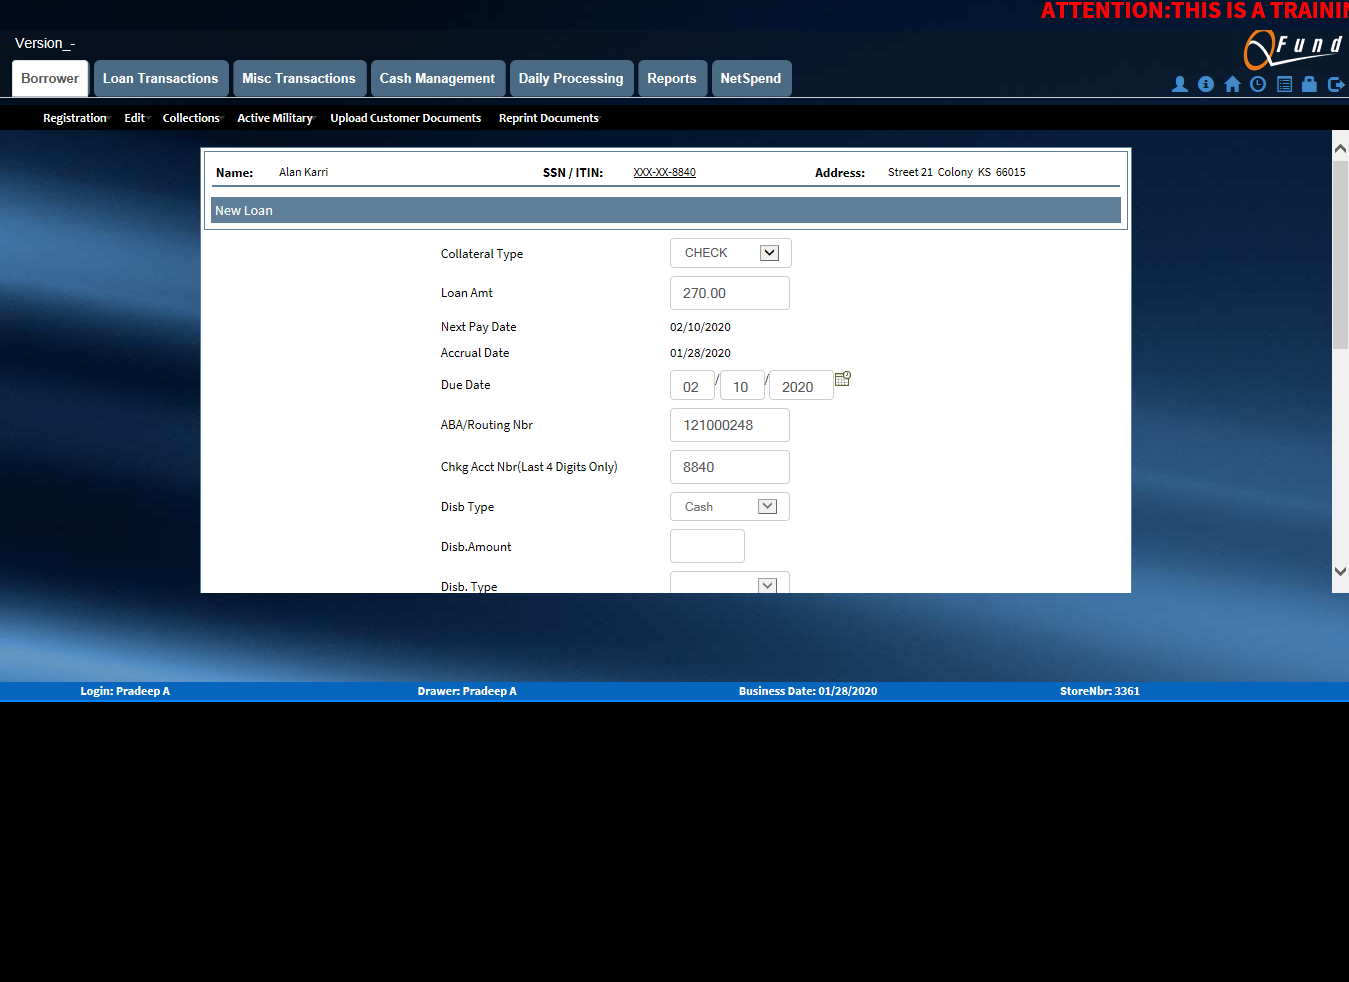 ATTENTION:THIS IS A TRAINI
Version_-
Fund
Borrower Loan Transactions Misc Transactions Cash Management Daily Processing Reports NetSpend
Registration Edit Collections Active Military Upload Customer Documents Reprint Documents
Name: Alan Karri SSN / ITIN: XXX-XX-8840 Address: Street 21 Colony KS 66015
New Loan
Collateral Type CHECK
Loan Amt 270.00
Next Pay Date 02/10/2020
Accrual Date 01/28/2020
Due Date 02 / 10 / 2020
ABA/Routing Nbr 121000248
Chkg Acct Nbr(Last 4 Digits Only) 8840
Disb Type Cash
Disb.Amount
Disb. Type
Login: Pradeep A Drawer: Pradeep A Business Date: 01/28/2020 StoreNbr: 3361